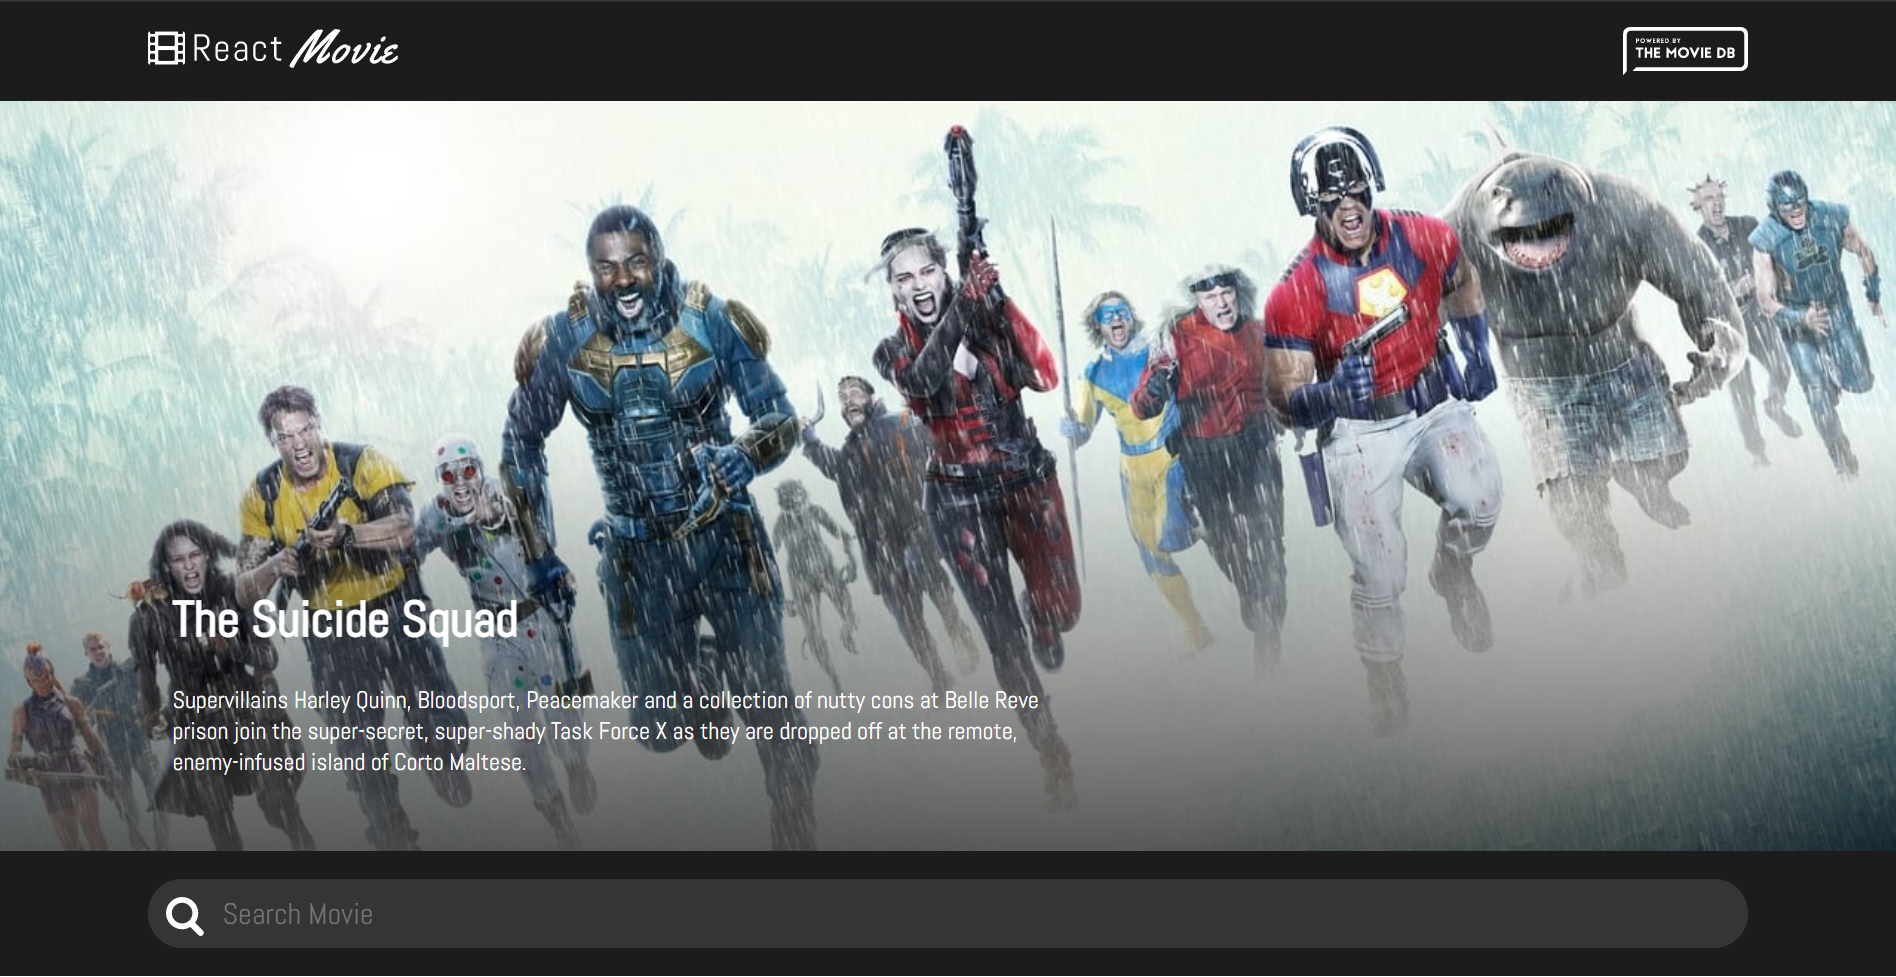 React Movie
POWERED BY
THE MOVIE DB
The Suicide Squad
Supervillains Harley Quinn, Bloodsport, Peacemaker and a collection of nutty cons at Belle Reve
prison join the super-secret, super-shady Task Force X as they are dropped off at the remote,
enemy-infused island of Corto Maltese.
Search Movie